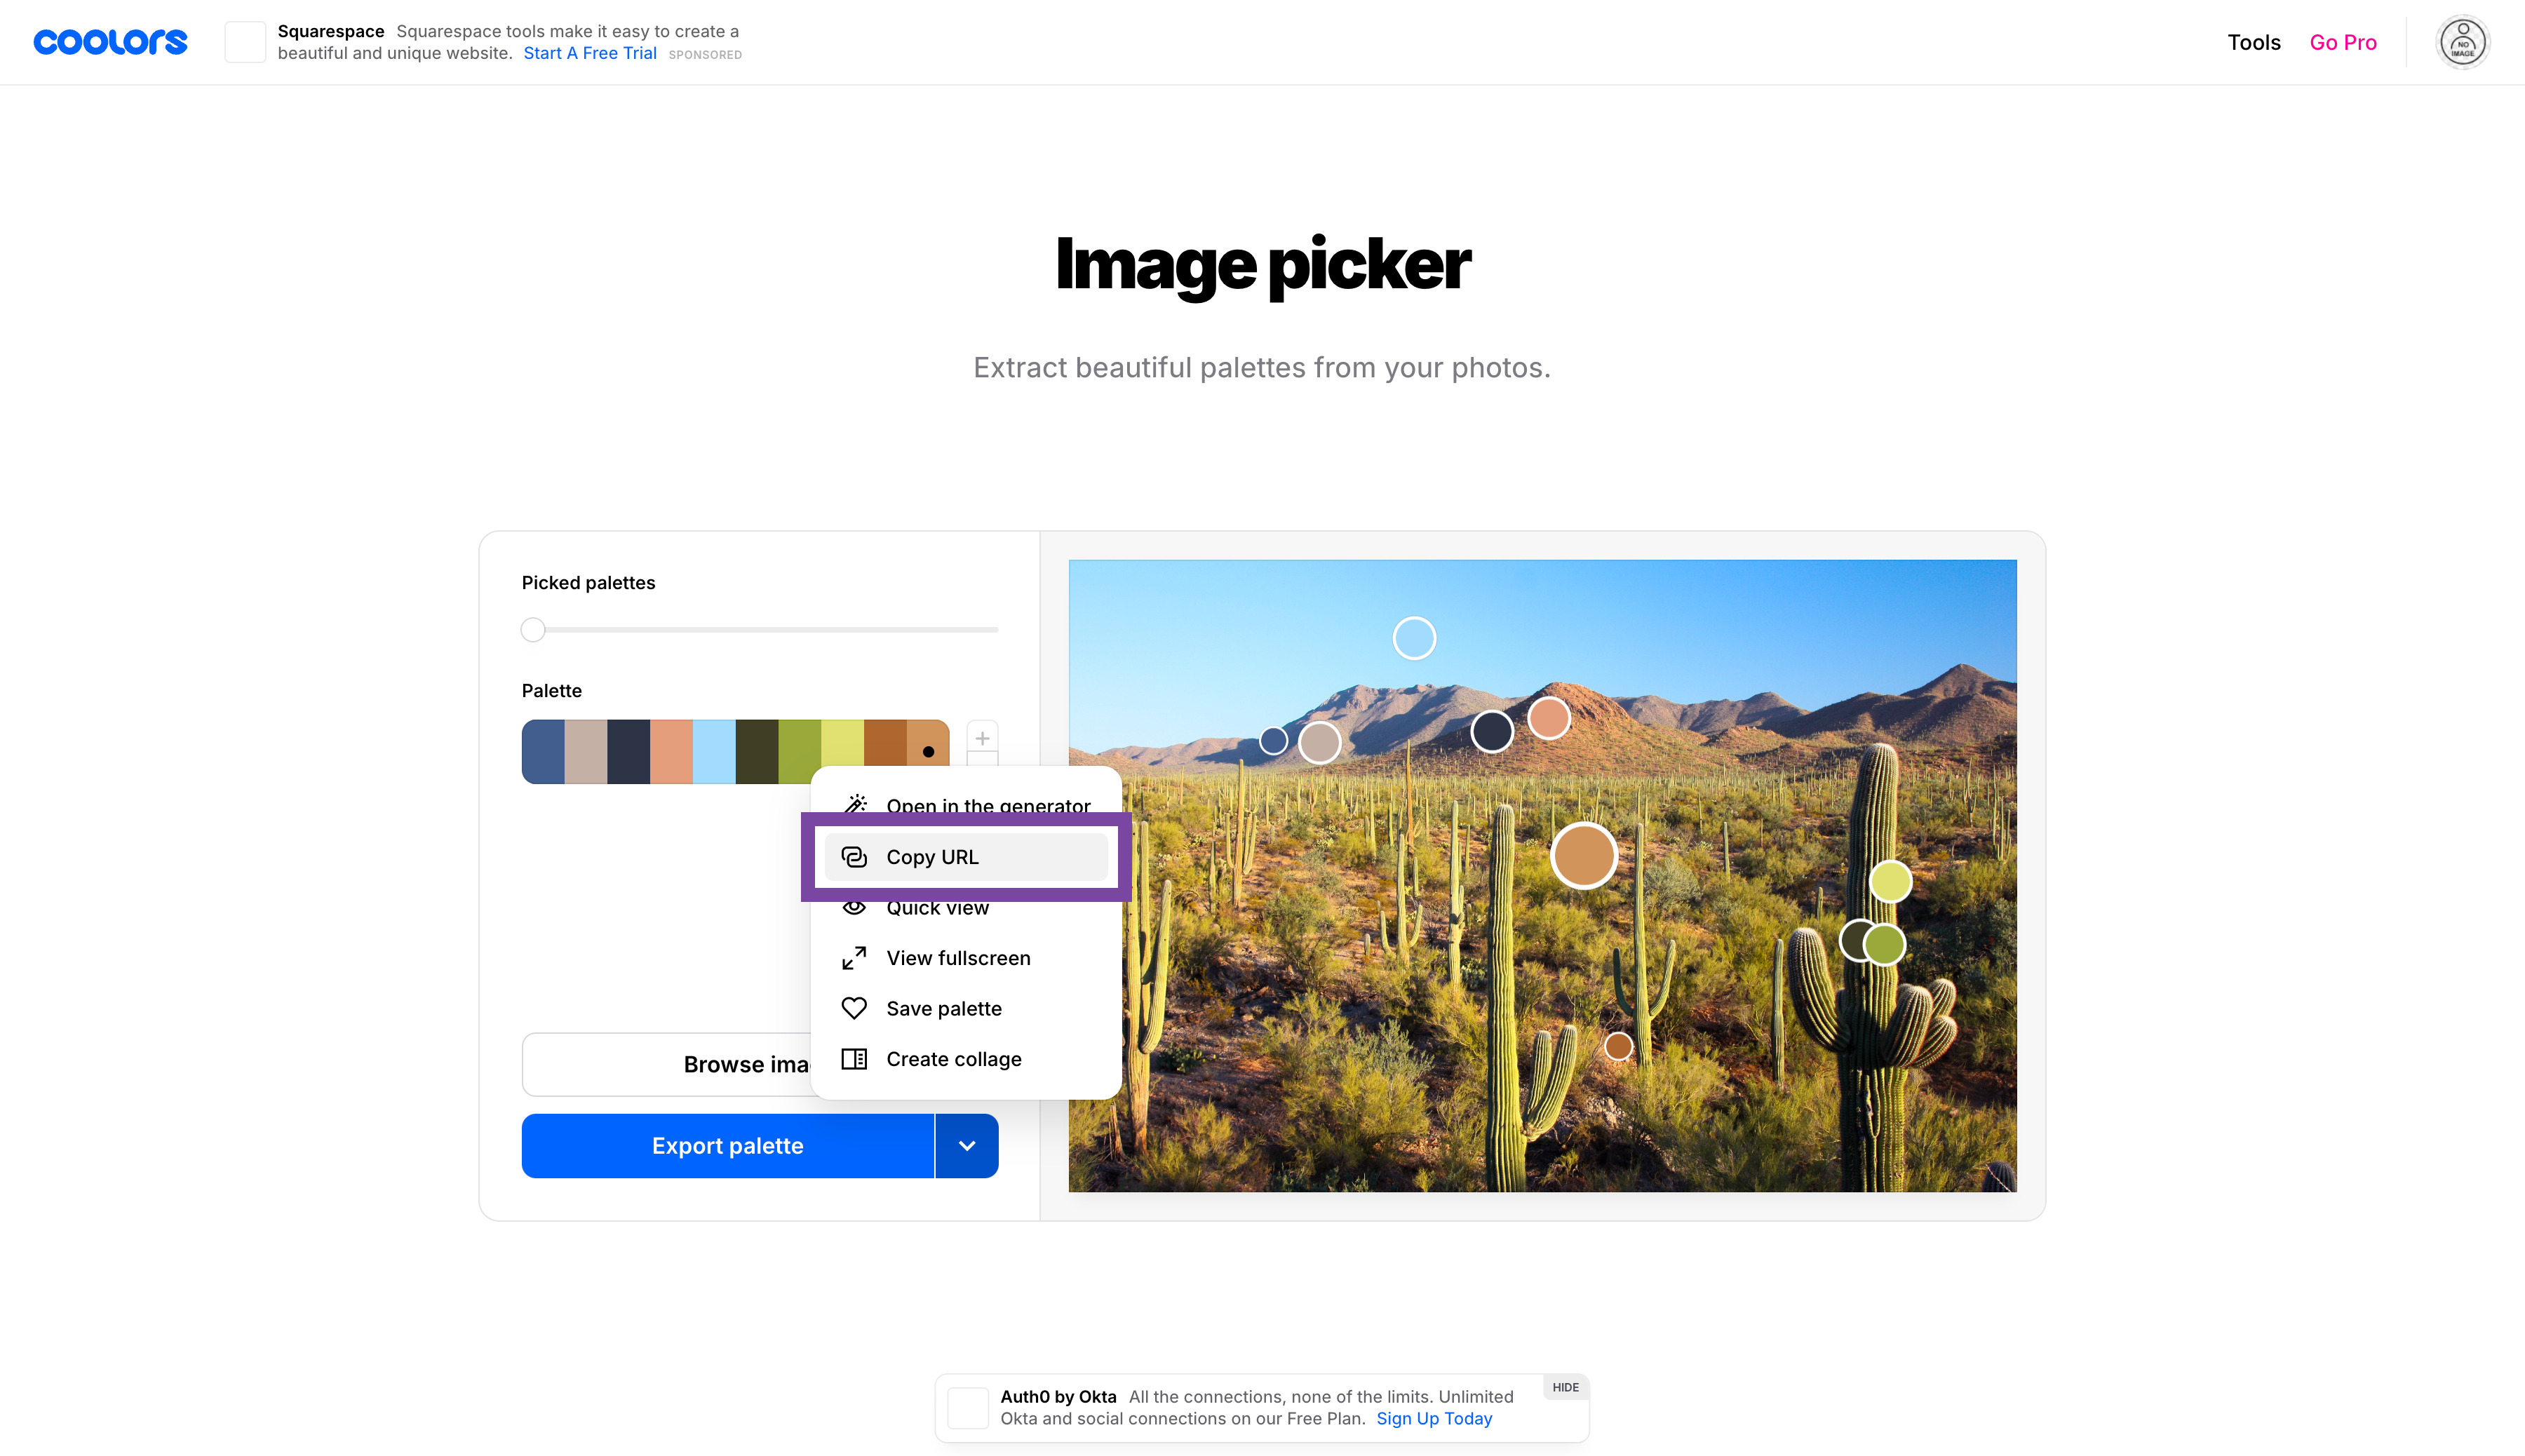 coolors
Squarespace Squarespace tools make it easy to create a
beautiful and unique website. Start A Free Trial SPONSORED
Tools Go Pro
NO
IMAGE
Image picker
Extract beautiful palettes from your photos.
Picked palettes
Palette
Open in the generator
Copy URL
Quick view
View fullscreen
Save palette
Create collage
Browse ima
Export palette
HIDE
Auth0 by Okta All the connections, none of the limits. Unlimited
Okta and social connections on our Free Plan. Sign Up Today